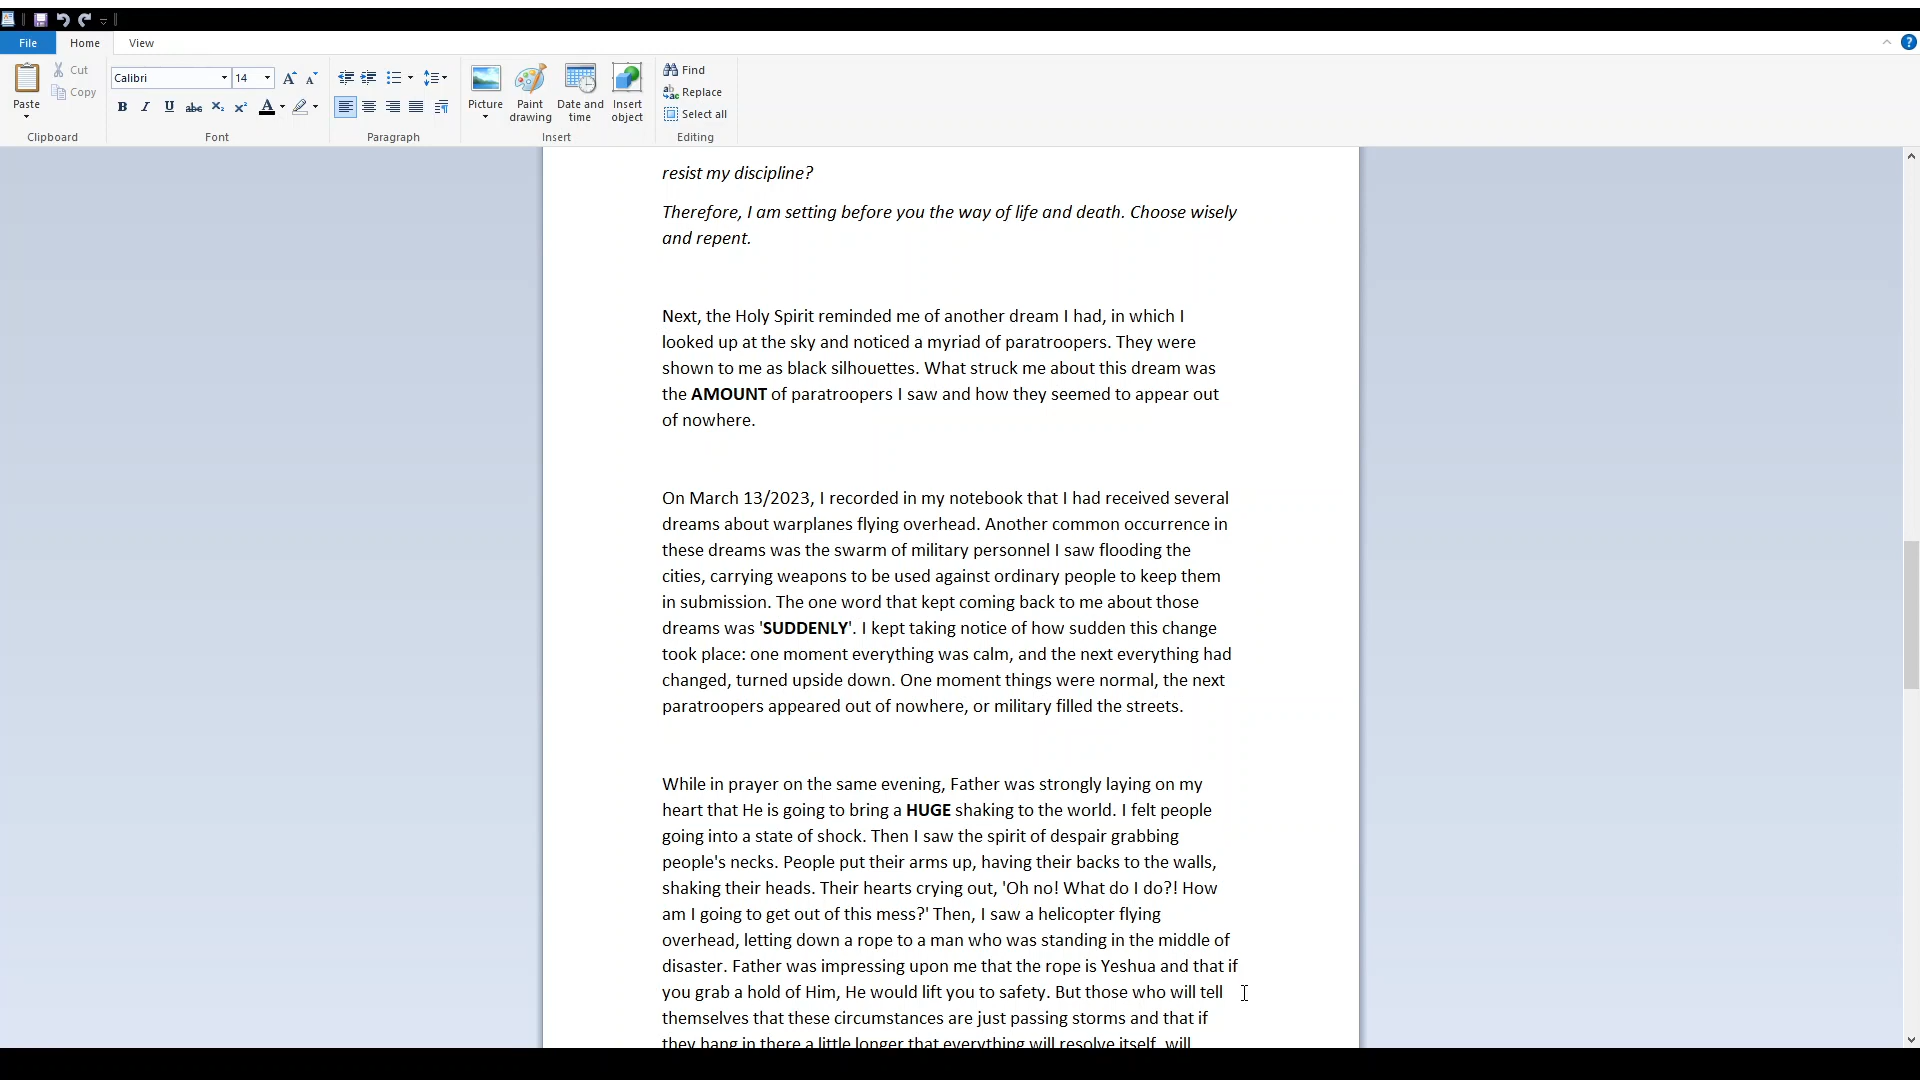 File Home View
Paste Cut Copy Clipboard
Calibri 14
B I U abc X₂ X² A
Font
Paragraph
Picture Paint drawing Date and time Insert object
Insert
Find
Replace
Select all
Editing
resist my discipline?
Therefore, I am setting before you the way of life and death. Choose wisely
and repent.
Next, the Holy Spirit reminded me of another dream I had, in which I
looked up at the sky and noticed a myriad of paratroopers. They were
shown to me as black silhouettes. What struck me about this dream was
the AMOUNT of paratroopers I saw and how they seemed to appear out
of nowhere.
On March 13/2023, I recorded in my notebook that I had received several
dreams about warplanes flying overhead. Another common occurrence in
these dreams was the swarm of military personnel I saw flooding the
cities, carrying weapons to be used against ordinary people to keep them
in submission. The one word that kept coming back to me about those
dreams was 'SUDDENLY'. I kept taking notice of how sudden this change
took place: one moment everything was calm, and the next everything had
changed, turned upside down. One moment things were normal, the next
paratroopers appeared out of nowhere, or military filled the streets.
While in prayer on the same evening, Father was strongly laying on my
heart that He is going to bring a HUGE shaking to the world. I felt people
going into a state of shock. Then I saw the spirit of despair grabbing
people's necks. People put their arms up, having their backs to the walls,
shaking their heads. Their hearts crying out, 'Oh no! What do I do?! How
am I going to get out of this mess?' Then, I saw a helicopter flying
overhead, letting down a rope to a man who was standing in the middle of
disaster. Father was impressing upon me that the rope is Yeshua and that if
you grab a hold of Him, He would lift you to safety. But those who will tell
themselves that these circumstances are just passing storms and that if
they hang in there a little longer that everything will resolve itself, will